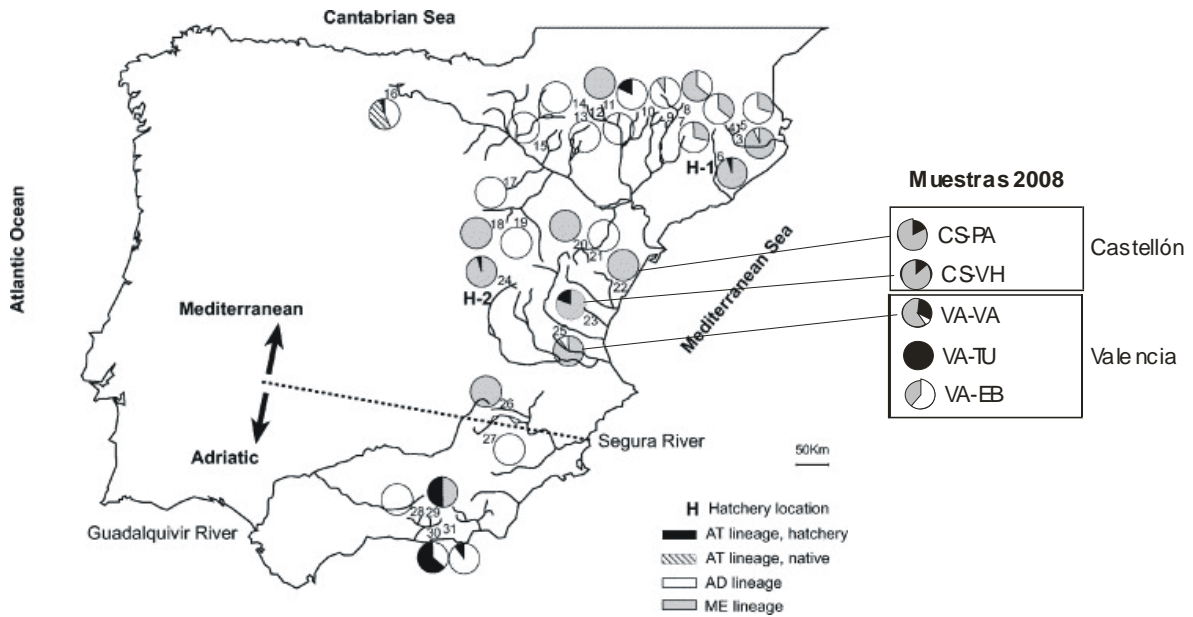 Cantabrian Sea
Atlantic Ocean
16
14
11
12
13
10
9
8
7
15
4
5
3
6
H-1
17
18
19
20
21
22
H-2
24
23
25
Mediterranean Sea
Mediterranean
Adriatic
26
27
Segura River
50Km
Guadalquivir River
28
29
30
31
Muestras 2008
CS-PA
CS-VH
Castellón
VA-VA
VA-TU
VA-EB
Valencia
H Hatchery location
AT lineage, hatchery
AT lineage, native
AD lineage
ME lineage